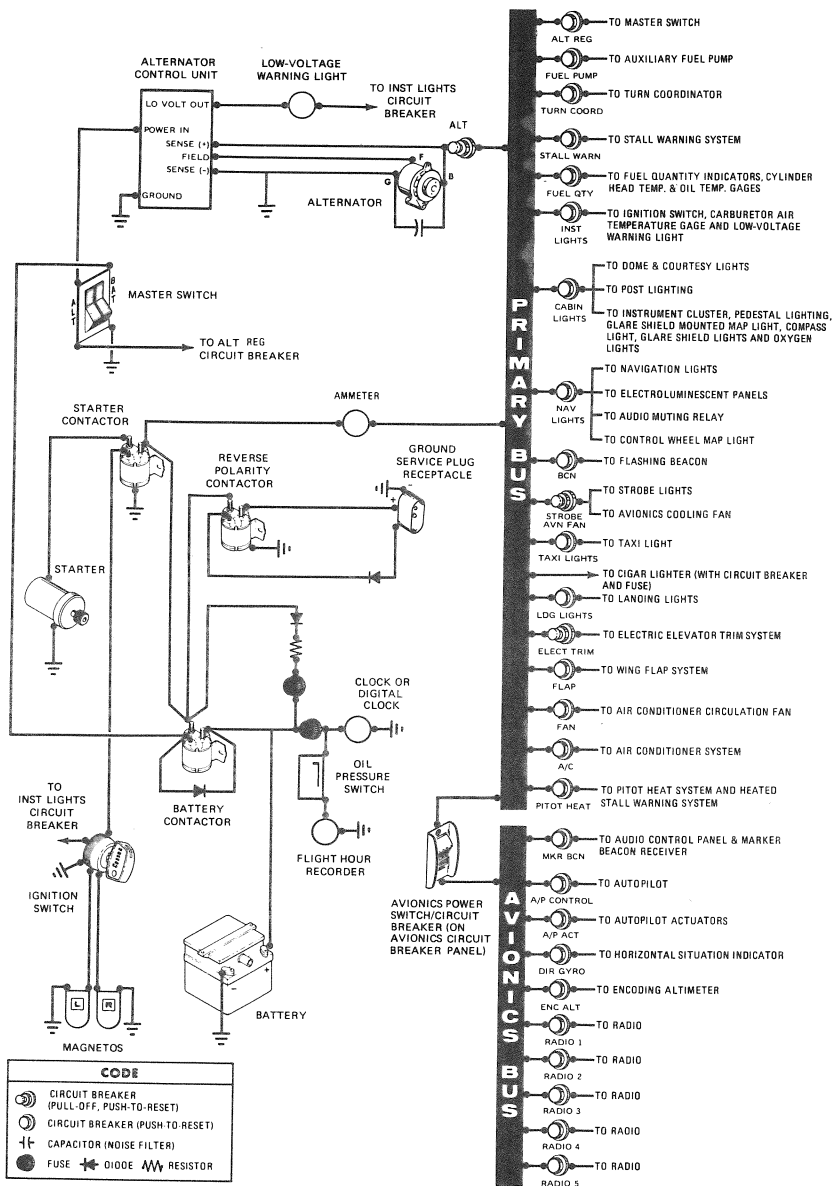 ALTERNATOR
CONTROL UNIT
LOW-VOLTAGE
WARNING LIGHT
TO INST LIGHTS
CIRCUIT
BREAKER
LO VOLT OUT
POWER IN
SENSE (+)
FIELD
SENSE (-)
GROUND
ALT
F
G
B
ALTERNATOR
ALT
BAT
MASTER SWITCH
TO ALT REG
CIRCUIT BREAKER
STARTER
CONTACTOR
AMMETER
REVERSE
POLARITY
CONTACTOR
GROUND
SERVICE PLUG
RECEPTACLE
+
-
STARTER
CLOCK OR
DIGITAL
CLOCK
OIL
PRESSURE
SWITCH
BATTERY
CONTACTOR
FLIGHT HOUR
RECORDER
TO
INST LIGHTS
CIRCUIT
BREAKER
IGNITION
SWITCH
L
R
MAGNETOS
-
+
BATTERY
AVIONICS POWER
SWITCH/CIRCUIT
BREAKER (ON
AVIONICS CIRCUIT
BREAKER PANEL)
PRIMARY BUS
ALT REG
TO MASTER SWITCH
FUEL PUMP
TO AUXILIARY FUEL PUMP
TURN COORD
TO TURN COORDINATOR
STALL WARN
TO STALL WARNING SYSTEM
FUEL QTY
TO FUEL QUANTITY INDICATORS, CYLINDER
HEAD TEMP. & OIL TEMP. GAGES
INST
LIGHTS
TO IGNITION SWITCH, CARBURETOR AIR
TEMPERATURE GAGE AND LOW-VOLTAGE
WARNING LIGHT
CABIN
LIGHTS
TO DOME & COURTESY LIGHTS
TO POST LIGHTING
TO INSTRUMENT CLUSTER, PEDESTAL LIGHTING,
GLARE SHIELD MOUNTED MAP LIGHT, COMPASS
LIGHT, GLARE SHIELD LIGHTS AND OXYGEN
LIGHTS
NAV
LIGHTS
TO NAVIGATION LIGHTS
TO ELECTROLUMINESCENT PANELS
TO AUDIO MUTING RELAY
TO CONTROL WHEEL MAP LIGHT
BCN
TO FLASHING BEACON
STROBE
AVN FAN
TO STROBE LIGHTS
TO AVIONICS COOLING FAN
TAXI LIGHTS
TO TAXI LIGHT
TO CIGAR LIGHTER (WITH CIRCUIT BREAKER
AND FUSE)
LDG LIGHTS
TO LANDING LIGHTS
ELECT TRIM
TO ELECTRIC ELEVATOR TRIM SYSTEM
FLAP
TO WING FLAP SYSTEM
FAN
TO AIR CONDITIONER CIRCULATION FAN
A/C
TO AIR CONDITIONER SYSTEM
PITOT HEAT
TO PITOT HEAT SYSTEM AND HEATED
STALL WARNING SYSTEM
AVIONICS BUS
MKR BCN
TO AUDIO CONTROL PANEL & MARKER
BEACON RECEIVER
A/P CONTROL
TO AUTOPILOT
A/P ACT
TO AUTOPILOT ACTUATORS
DIR GYRO
TO HORIZONTAL SITUATION INDICATOR
ENC ALT
TO ENCODING ALTIMETER
RADIO 1
TO RADIO
RADIO 2
TO RADIO
RADIO 3
TO RADIO
RADIO 4
TO RADIO
RADIO 5
TO RADIO
CODE
CIRCUIT BREAKER
(PULL-OFF, PUSH-TO-RESET)
CIRCUIT BREAKER (PUSH-TO-RESET)
CAPACITOR (NOISE FILTER)
FUSE DIODE RESISTOR